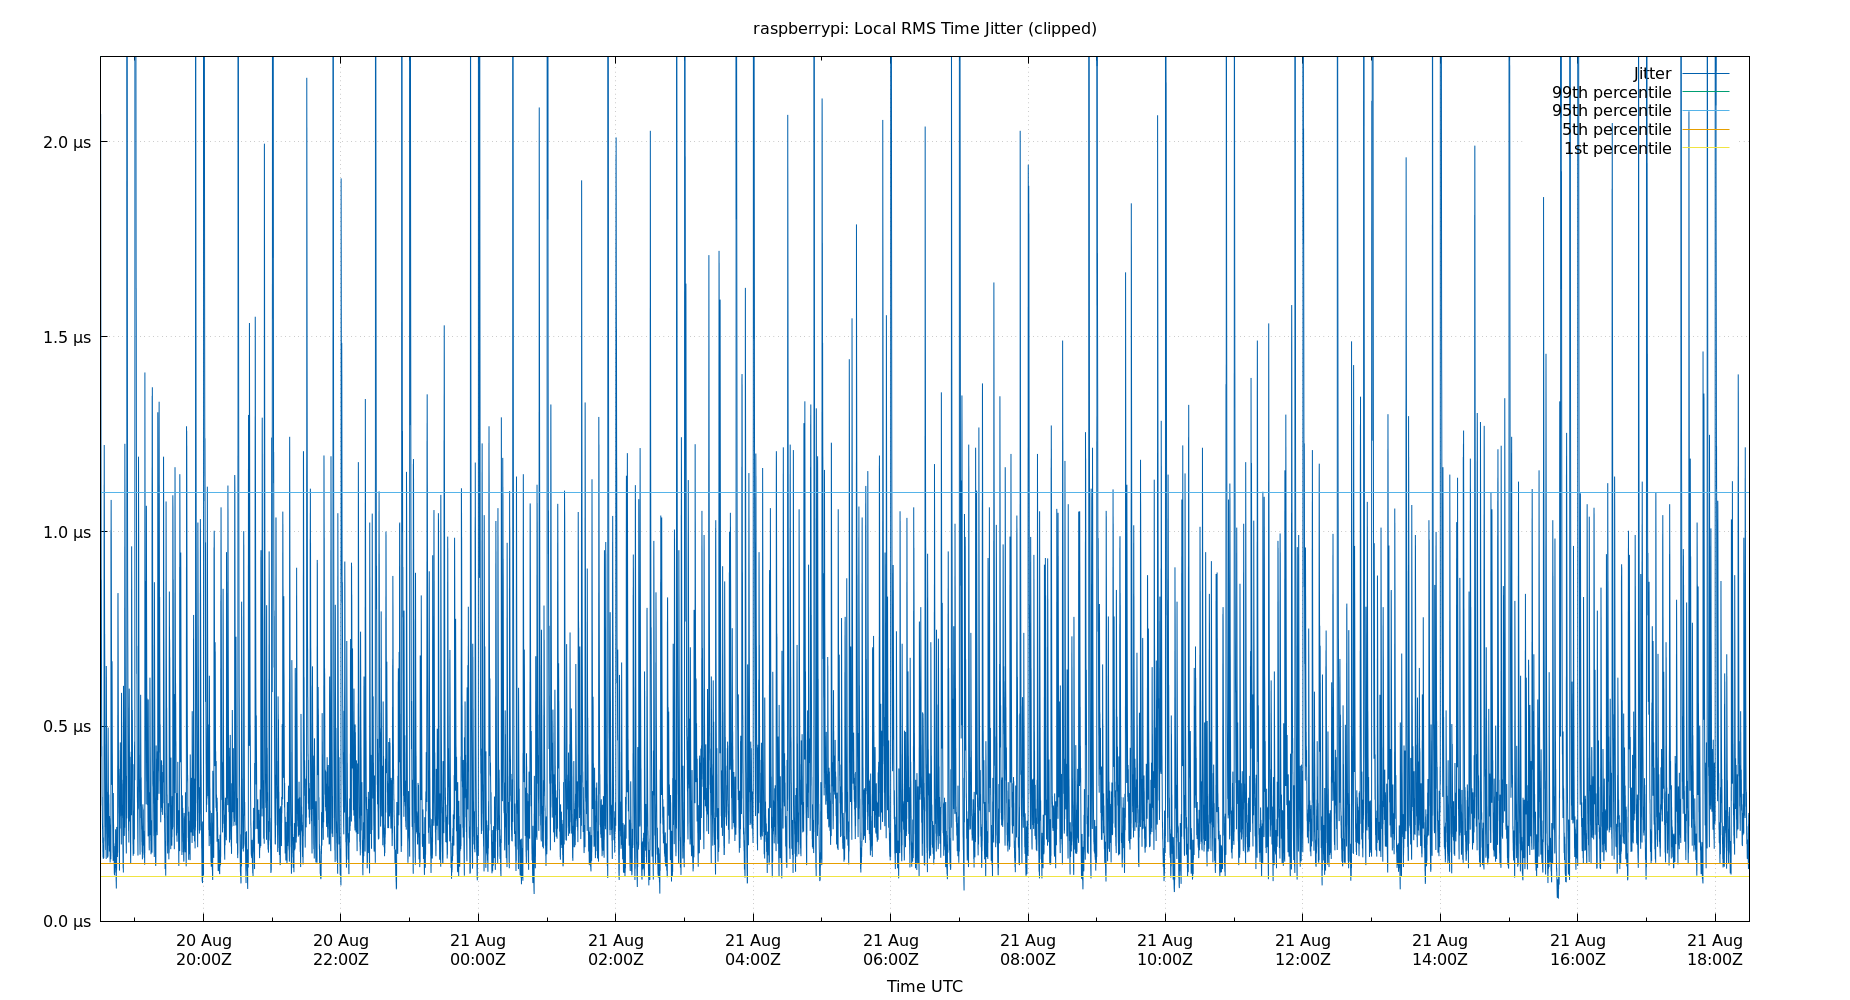 raspberrypi: Local RMS Time Jitter (clipped)
Jitter
99th percentile
95th percentile
5th percentile
1st percentile
2.0 µs
1.5 µs
1.0 µs
0.5 µs
0.0 µs
20 Aug 20 Aug 21 Aug 21 Aug 21 Aug 21 Aug 21 Aug 21 Aug 21 Aug 21 Aug 21 Aug 21 Aug
20:00Z 22:00Z 00:00Z 02:00Z 04:00Z 06:00Z 08:00Z 10:00Z 12:00Z 14:00Z 16:00Z 18:00Z
Time UTC